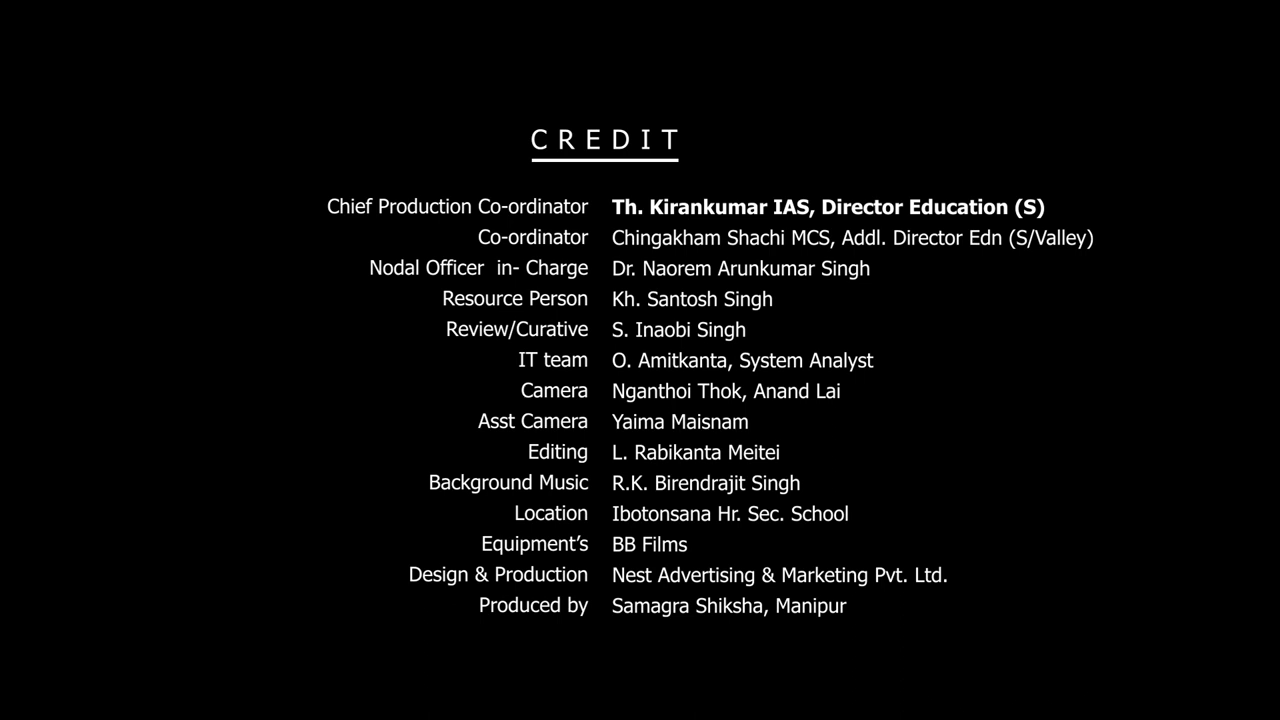 CREDIT
Chief Production Co-ordinator Th. Kirankumar IAS, Director Education (S)
Co-ordinator Chingakham Shachi MCS, Addl. Director Edn (S/Valley)
Nodal Officer in- Charge Dr. Naorem Arunkumar Singh
Resource Person Kh. Santosh Singh
Review/Curative S. Inaobi Singh
IT team O. Amitkanta, System Analyst
Camera Nganthoi Thok, Anand Lai
Asst Camera Yaima Maisnam
Editing L. Rabikanta Meitei
Background Music R.K. Birendrajit Singh
Location Ibotonsana Hr. Sec. School
Equipment’s BB Films
Design & Production Nest Advertising & Marketing Pvt. Ltd.
Produced by Samagra Shiksha, Manipur